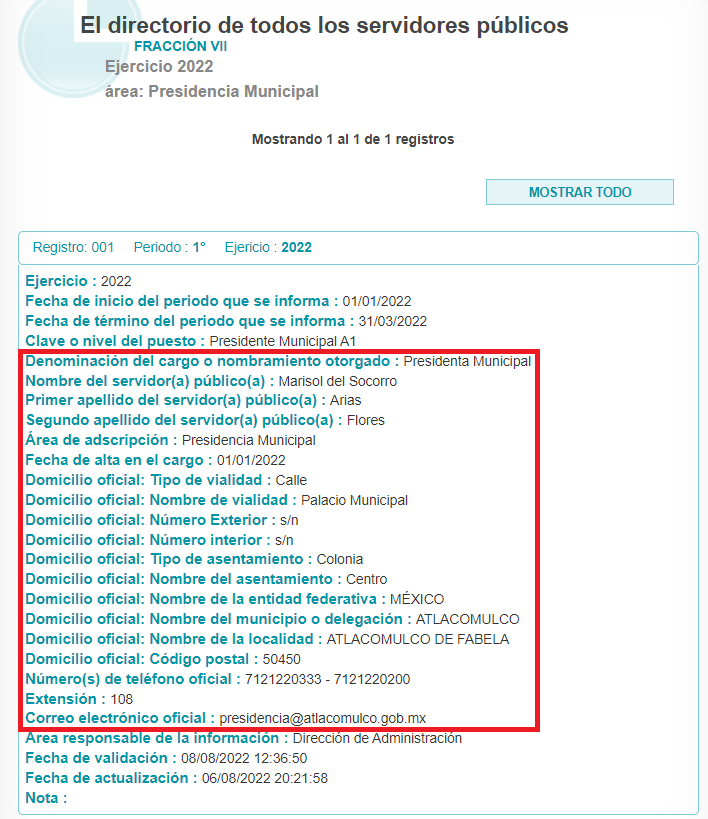 El directorio de todos los servidores públicos
FRACCIÓN VII
Ejercicio 2022
área: Presidencia Municipal
Mostrando 1 al 1 de 1 registros
MOSTRAR TODO
Registro: 001 Periodo : 1° Ejericio : 2022
Ejercicio : 2022
Fecha de inicio del periodo que se informa : 01/01/2022
Fecha de término del periodo que se informa : 31/03/2022
Clave o nivel del puesto : Presidente Municipal A1
Denominación del cargo o nombramiento otorgado : Presidenta Municipal
Nombre del servidor(a) público(a) : Marisol del Socorro
Primer apellido del servidor(a) público(a) : Arias
Segundo apellido del servidor(a) público(a) : Flores
Área de adscripción : Presidencia Municipal
Fecha de alta en el cargo : 01/01/2022
Domicilio oficial: Tipo de vialidad : Calle
Domicilio oficial: Nombre de vialidad : Palacio Municipal
Domicilio oficial: Número Exterior : s/n
Domicilio oficial: Número interior : s/n
Domicilio oficial: Tipo de asentamiento : Colonia
Domicilio oficial: Nombre del asentamiento : Centro
Domicilio oficial: Nombre de la entidad federativa : MÉXICO
Domicilio oficial: Nombre del municipio o delegación : ATLACOMULCO
Domicilio oficial: Nombre de la localidad : ATLACOMULCO DE FABELA
Domicilio oficial: Código postal : 50450
Número(s) de teléfono oficial : 7121220333 - 7121220200
Extensión : 108
Correo electrónico oficial : presidencia@atlacomulco.gob.mx
Área responsable de la información : Dirección de Administración
Fecha de validación : 08/08/2022 12:36:50
Fecha de actualización : 06/08/2022 20:21:58
Nota :